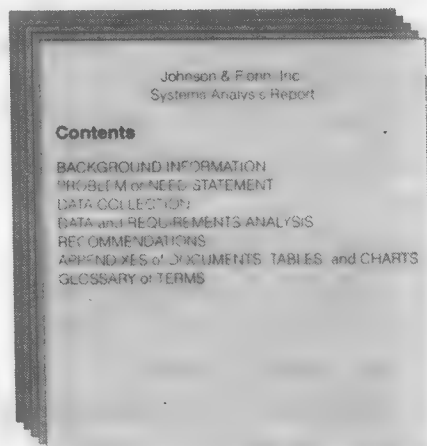 Johnson & Florin, Inc.
Systems Analysis Report
Contents
BACKGROUND INFORMATION
PROBLEM or NEED STATEMENT
DATA COLLECTION
DATA and REQUIREMENTS ANALYSIS
RECOMMENDATIONS
APPENDIXES of DOCUMENTS, TABLES, and CHARTS
GLOSSARY of TERMS